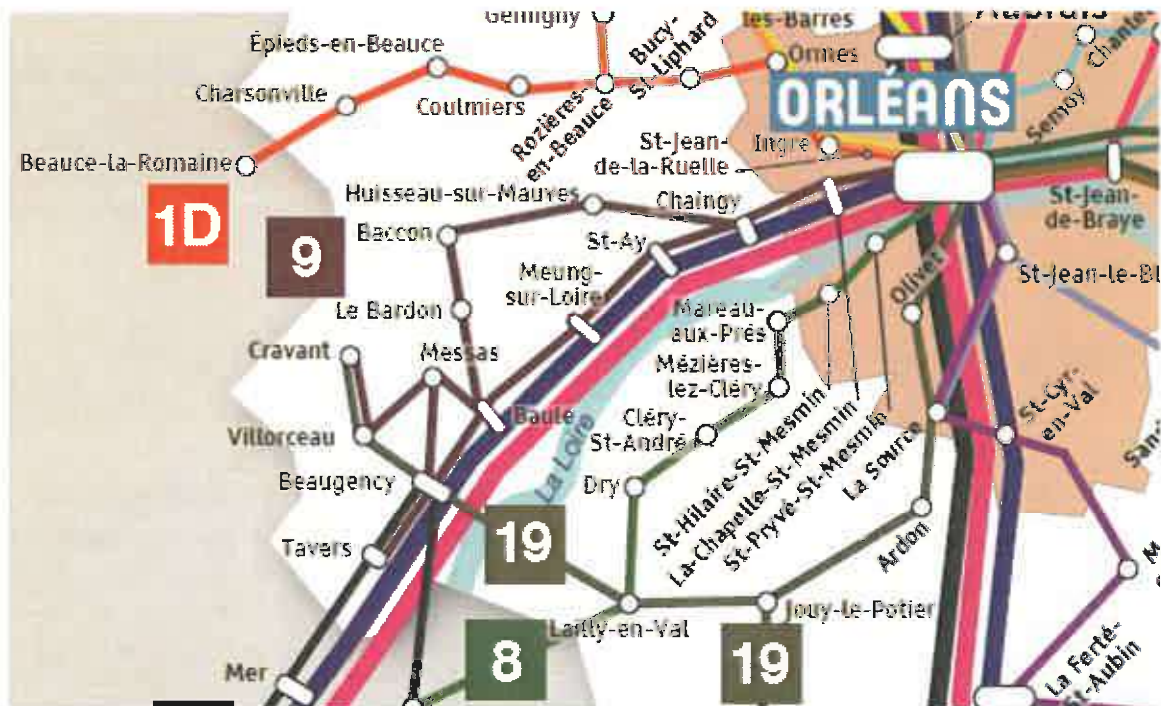 Gémigny
Bucy-
St-Liphard
les-Barres
Ormes
Épieds-en-Beauce
Charsonville
Coulmiers
Rozières-
en-Beauce
ORLÉANS
Semoy
Beauce-la-Romaine
St-Jean-
de-la-Ruelle
Ingré
Huisseau-sur-Mauves
Chaingy
St-Jean-
de-Braye
1D
9
Baccon
St-Ay
Meung-
sur-Loire
Olivet
Le Bardon
Mareau-
aux-Prés
Cravant
Messas
Mézières-
lez-Cléry
Villorceau
Baule
Cléry-
St-André
St-Cyr-
en-Val
Beaugency
La Loire
Dry
St-Hilaire-St-Mesmin
La-Chapelle-St-Mesmin
St-Pryvé-St-Mesmin
La Source
Tavers
19
Ardon
Lailly-en-Val
Jouy-le-Potier
Mer
8
19
La Ferté-
St-Aubin